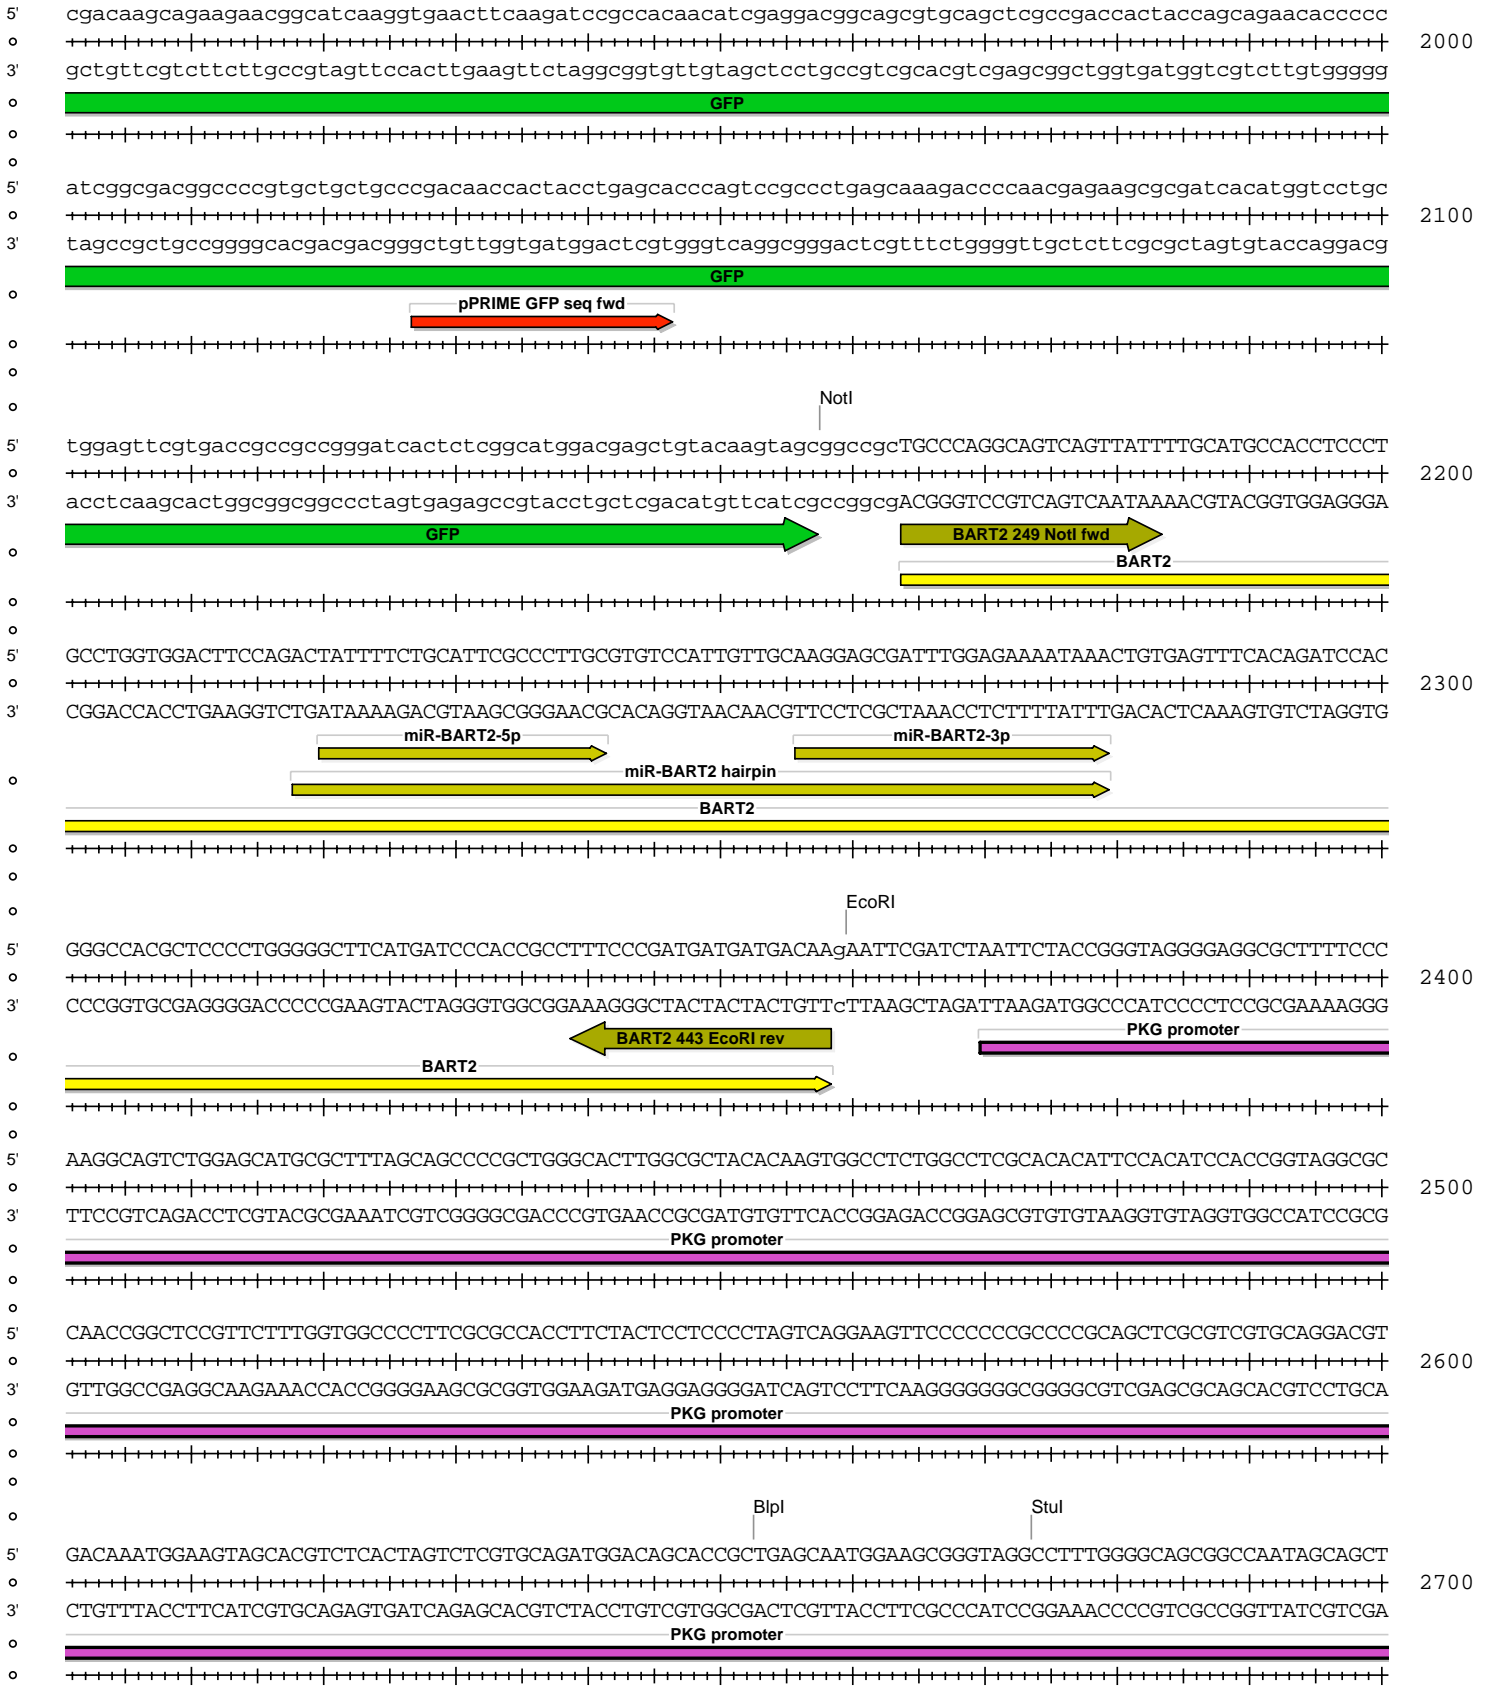 5' cgacaagcagaagaacggcatcaaggtgaacttcaagatccgccacaacatcgaggacggcagcgtgcagctcgccgaccactaccagcagaacaccccc
2000
3' gctgttcgtcttcttgccgtagttccacttgaagttctaggcggtgttgtagctcctgccgtcgcacgtcgagcggctggtgatggtcgtcttgtggggg
GFP
5' atcggcgacggccccgtgctgctgcccgacaaccactacctgagcacccagtccgccctgagcaaagaccccaacgagaagcgcgatcacatggtcctgc
2100
3' tagccgctgccggggcacgacgacgggctgttggtgatggactcgtgggtcaggcgggactcgtttctggggttgctcttcgcgctagtgtaccaggacg
GFP
pPRIME GFP seq fwd
NotI
5' tggagttcgtgaccgccgccgggatcactctcggcatggacgagctgtacaagtagcggccgcTGCCCAGGCAGTCAGTTATTTTGCATGCCACCTCCCT
2200
3' acctcaagcactggcggcggccctagtgagagccgtacctgctcgacatgttcatcgccggcgACGGGTCCGTCAGTCAATAAAACGTACGGTGGAGGGA
GFP BART2 249 NotI fwd
BART2
5' GCCTGGTGGACTTCCAGACTATTTTCTGCATTCGCCCTTGCGTGTCCATTGTTGCAAGGAGCGATTTGGAGAAAATAAACTGTGAGTTTCACAGATCCAC
2300
3' CGGACCACCTGAAGGTCTGATAAAAGACGTAAGCGGGAACGCACAGGTAACAACGTTCCTCGCTAAACCTCTTTTATTTGACACTCAAAGTGTCTAGGTG
miR-BART2-5p miR-BART2-3p
miR-BART2 hairpin
BART2
EcoRI
5' GGGCCACGCTCCCCTGGGGGCTTCATGATCCCACCGCCTTTCCCGATGATGATGACAAgAATTCGATCTAATTCTACCGGGTAGGGGAGGCGCTTTTCCC
2400
3' CCCGGTGCGAGGGGACCCCCGAAGTACTAGGGTGGCGGAAAGGGCTACTACTACTGTTcTTAAGCTAGATTAAGATGGCCCATCCCCTCCGCGAAAAGGG
BART2 443 EcoRI rev PKG promoter
BART2
5' AAGGCAGTCTGGAGCATGCGCTTTAGCAGCCCCGCTGGGCACTTGGCGCTACACAAGTGGCCTCTGGCCTCGCACACATTCCACATCCACCGGTAGGCGC
2500
3' TTCCGTCAGACCTCGTACGCGAAATCGTCGGGGCGACCCGTGAACCGCGATGTGTTCACCGGAGACCGGAGCGTGTGTAAGGTGTAGGTGGCCATCCGCG
PKG promoter
5' CAACCGGCTCCGTTCTTTGGTGGCCCCTTCGCGCCACCTTCTACTCCTCCCCTAGTCAGGAAGTTCCCCCCCGCCCCGCAGCTCGCGTCGTGCAGGACGT
2600
3' GTTGGCCGAGGCAAGAAACCACCGGGGAAGCGCGGTGGAAGATGAGGAGGGGATCAGTCCTTCAAGGGGGGGCGGGGCGTCGAGCGCAGCACGTCCTGCA
PKG promoter
BlpI StuI
5' GACAAATGGAAGTAGCACGTCTCACTAGTCTCGTGCAGATGGACAGCACCGCTGAGCAATGGAAGCGGGTAGGCCTTTGGGGCAGCGGCCAATAGCAGCT
2700
3' CTGTTTACCTTCATCGTGCAGAGTGATCAGAGCACGTCTACCTGTCGTGGCGACTCGTTACCTTCGCCCATCCGGAAACCCCGTCGCCGGTTATCGTCGA
PKG promoter